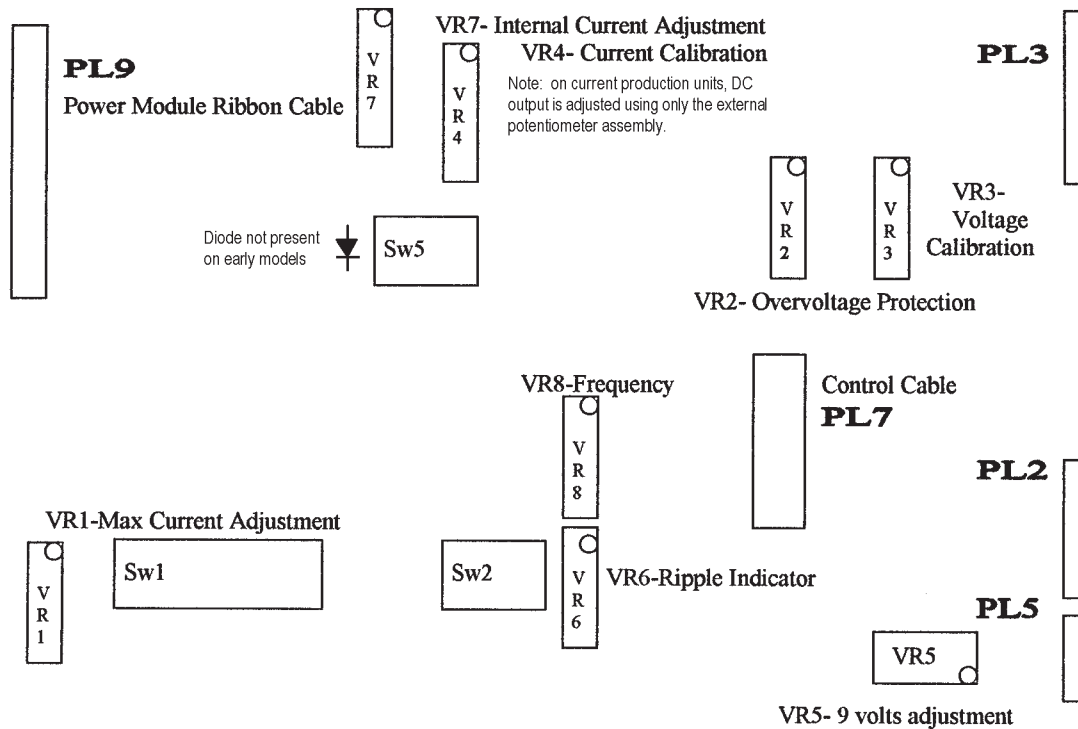 PL9
Power Module Ribbon Cable
V
R
7
VR7- Internal Current Adjustment
VR4- Current Calibration
V
R
4
Note: on current production units, DC
output is adjusted using only the external
potentiometer assembly.
PL3
V
R
2
V
R
3
VR3-
Voltage
Calibration
Diode not present
on early models
Sw5
VR2- Overvoltage Protection
VR8-Frequency
V
R
8
Control Cable
PL7
PL2
VR1-Max Current Adjustment
V
R
1
Sw1
Sw2
V
R
6
VR6-Ripple Indicator
PL5
VR5
VR5- 9 volts adjustment